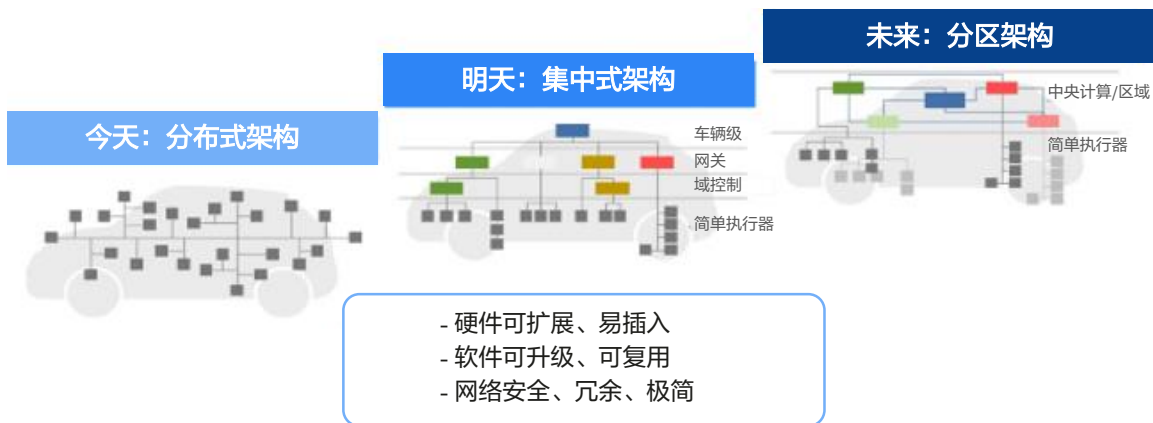 今天：分布式架构
明天：集中式架构
车辆级
网关
域控制
简单执行器
未来：分区架构
中央计算/区域
简单执行器
- 硬件可扩展、易插入
- 软件可升级、可复用
- 网络安全、冗余、极简